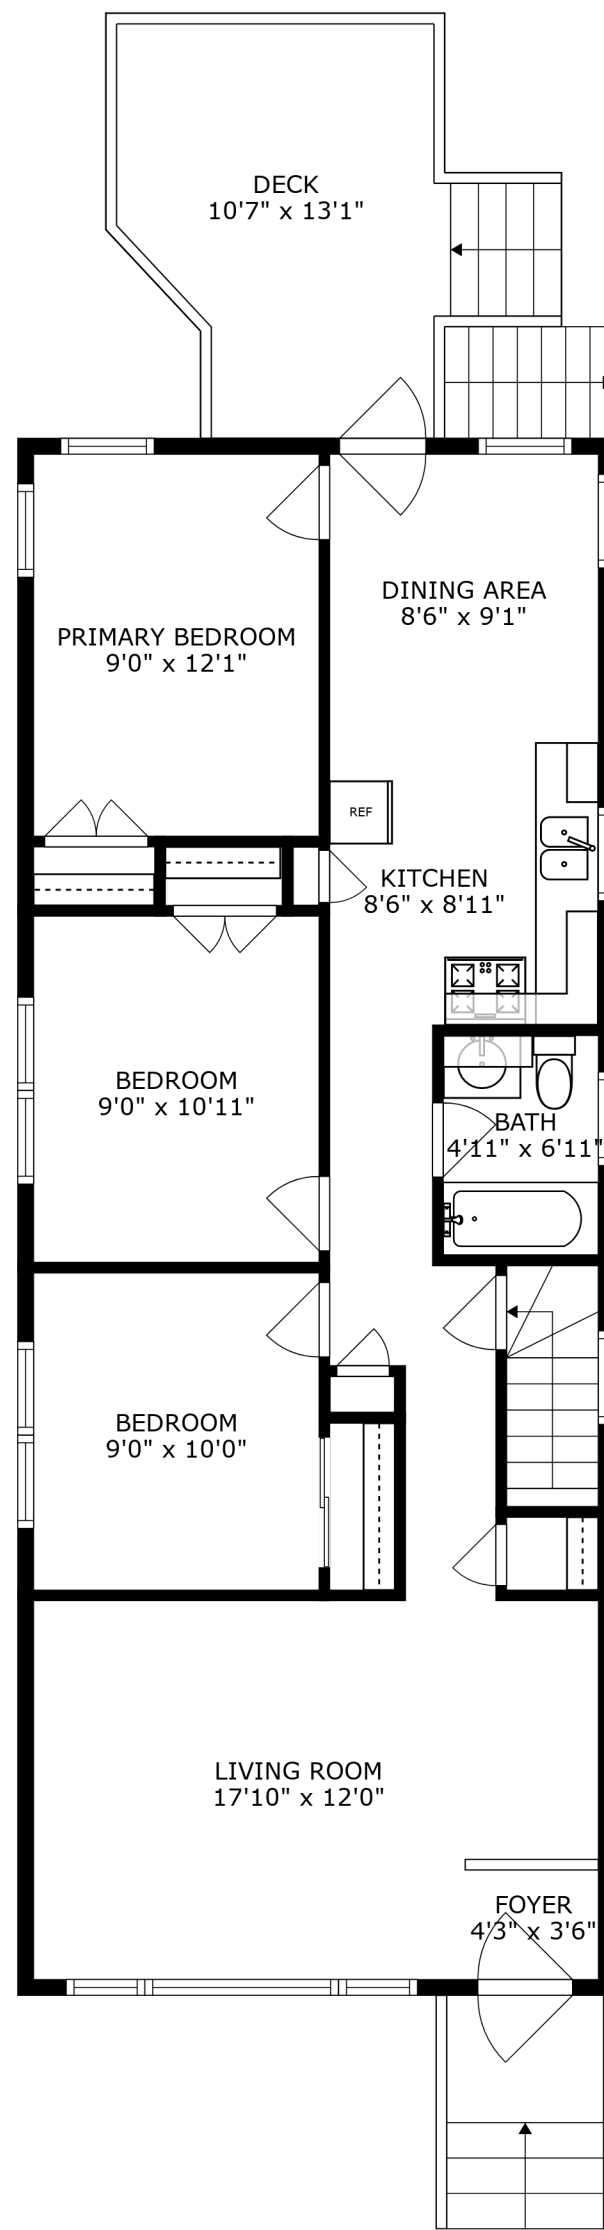 DECK
10'7" x 13'1"
DINING AREA
8'6" x 9'1"
PRIMARY BEDROOM
9'0" x 12'1"
REF
KITCHEN
8'6" x 8'11"
BEDROOM
9'0" x 10'11"
BATH
4'11" x 6'11"
BEDROOM
9'0" x 10'0"
LIVING ROOM
17'10" x 12'0"
FOYER
4'3" x 3'6"